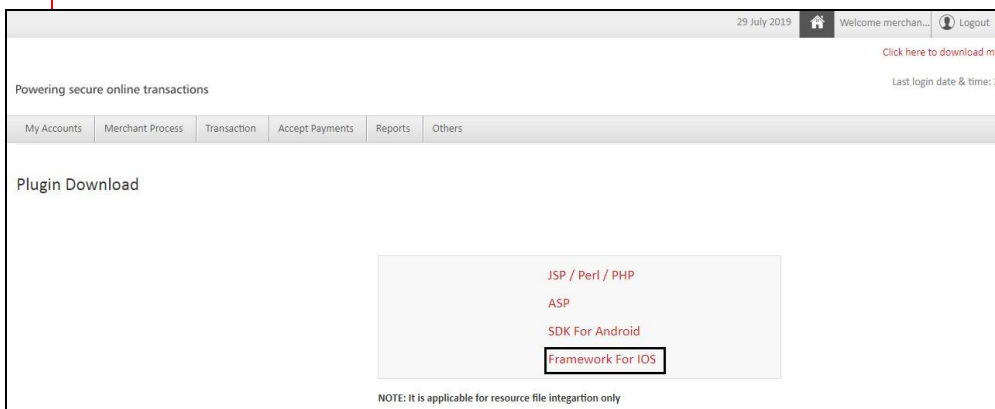 29 July 2019 Welcome merchan... Logout
Click here to download m
Powering secure online transactions
Last login date & time:
My Accounts Merchant Process Transaction Accept Payments Reports Others
Plugin Download
JSP / Perl / PHP
ASP
SDK For Android
Framework For IOS
NOTE: It is applicable for resource file integartion only